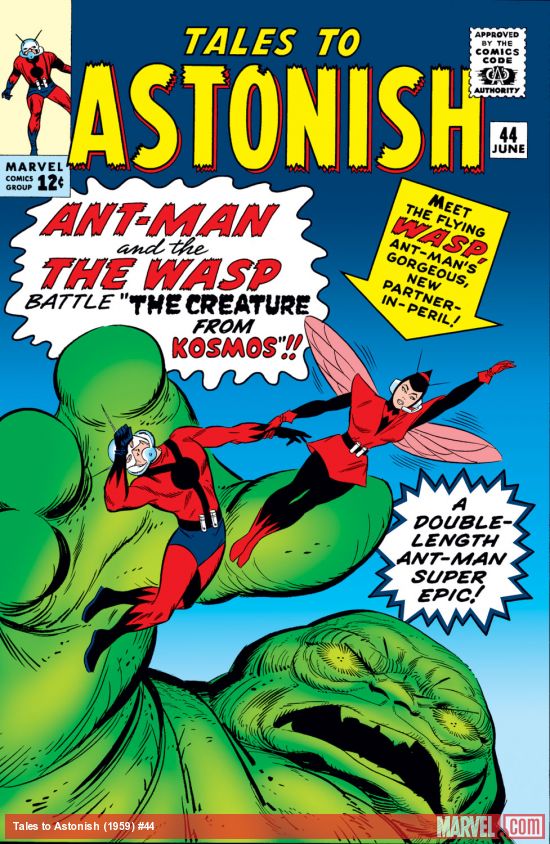 TALES TO
ASTONISH
APPROVED
BY THE
COMICS
CODE
AUTHORITY
MARVEL
COMICS
GROUP 12¢
44
JUNE
ANT-MAN
and the
THE WASP
BATTLE "THE CREATURE
FROM
KOSMOS"!!
MEET
THE FLYING
WASP,
ANT-MAN'S
GORGEOUS,
NEW
PARTNER-
IN-PERIL!
A
DOUBLE-
LENGTH
ANT-MAN
SUPER
EPIC!
Tales to Astonish (1959) #44
MARVEL.com